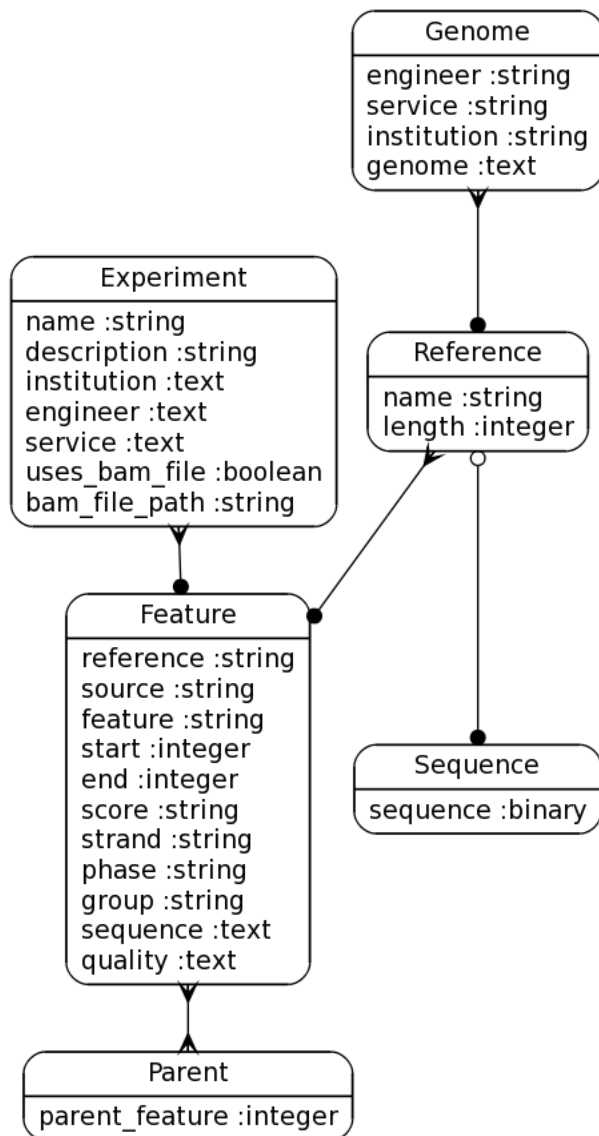 Genome
engineer :string
service :string
institution :string
genome :text
Experiment
name :string
description :string
institution :text
engineer :text
service :text
uses_bam_file :boolean
bam_file_path :string
Reference
name :string
length :integer
Feature
reference :string
source :string
feature :string
start :integer
end :integer
score :string
strand :string
phase :string
group :string
sequence :text
quality :text
Sequence
sequence :binary
Parent
parent_feature :integer